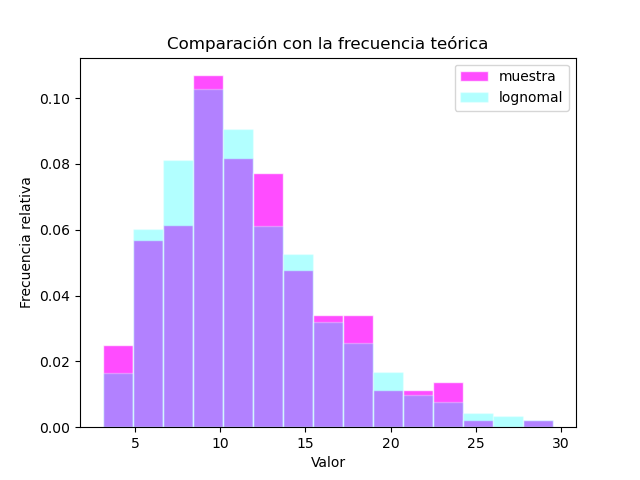 Comparación con la frecuencia teórica
muestra
lognomal
Frecuencia relativa
0.10
0.08
0.06
0.04
0.02
0.00
5 10 15 20 25 30
Valor